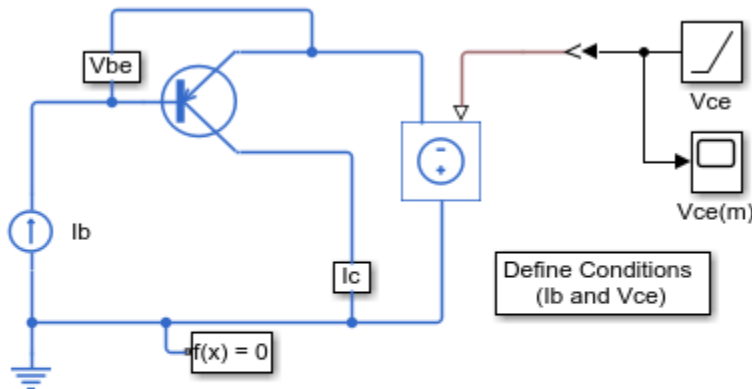 Vbe
Vce
Vce(m)
Ib
Ic
Define Conditions
(Ib and Vce)
f(x) = 0